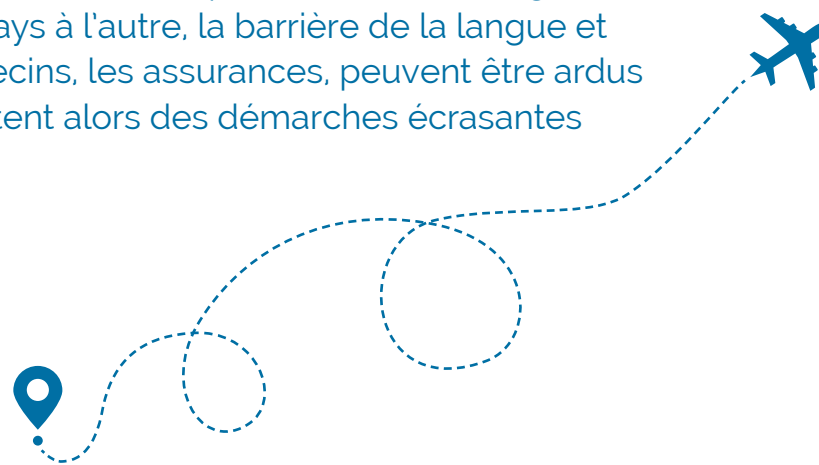 ays à l'autre, la barrière de la langue et
ecins, les assurances, peuvent être ardus
tent alors des démarches écrasantes